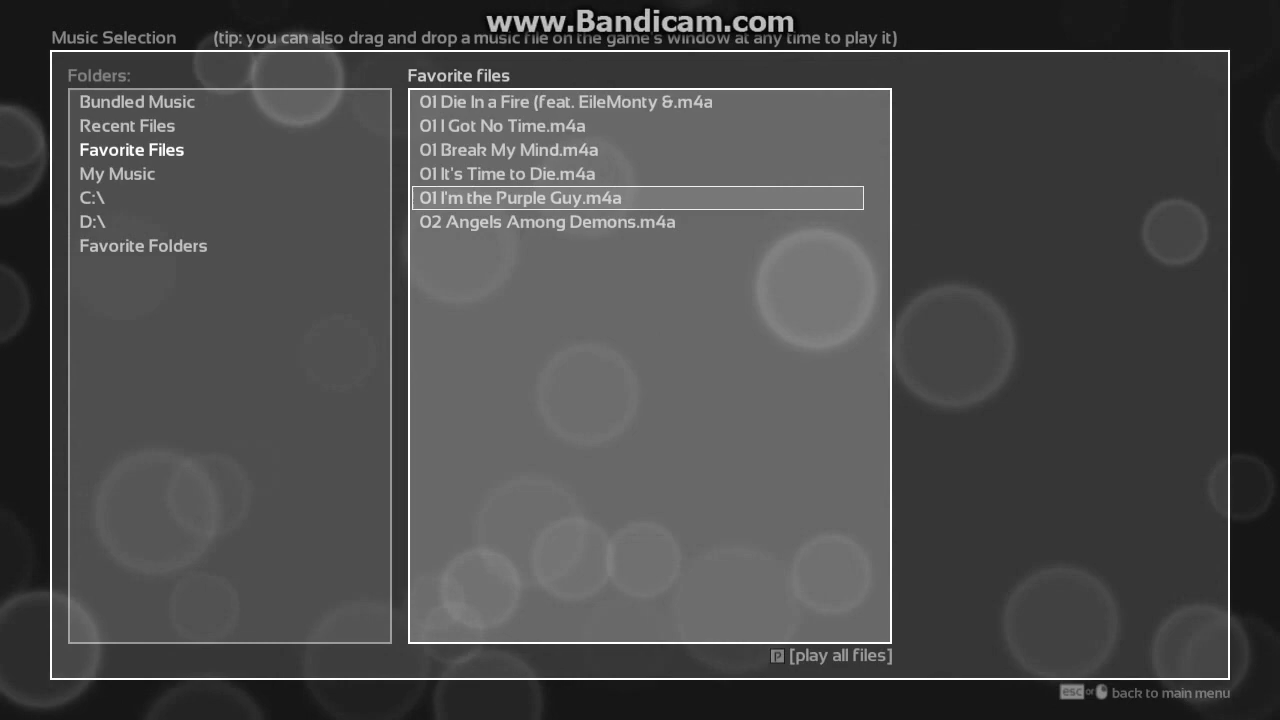 www.Bandicam.com
Music Selection (tip: you can also drag and drop a music file on the game's window at any time to play it)
Folders:
Bundled Music
Recent Files
Favorite Files
My Music
C:\
D:\
Favorite Folders
Favorite files
01 Die In a Fire (feat. EileMonty &.m4a
01 I Got No Time.m4a
01 Break My Mind.m4a
01 It's Time to Die.m4a
01 I'm the Purple Guy.m4a
02 Angels Among Demons.m4a
P [play all files]
esc or back to main menu